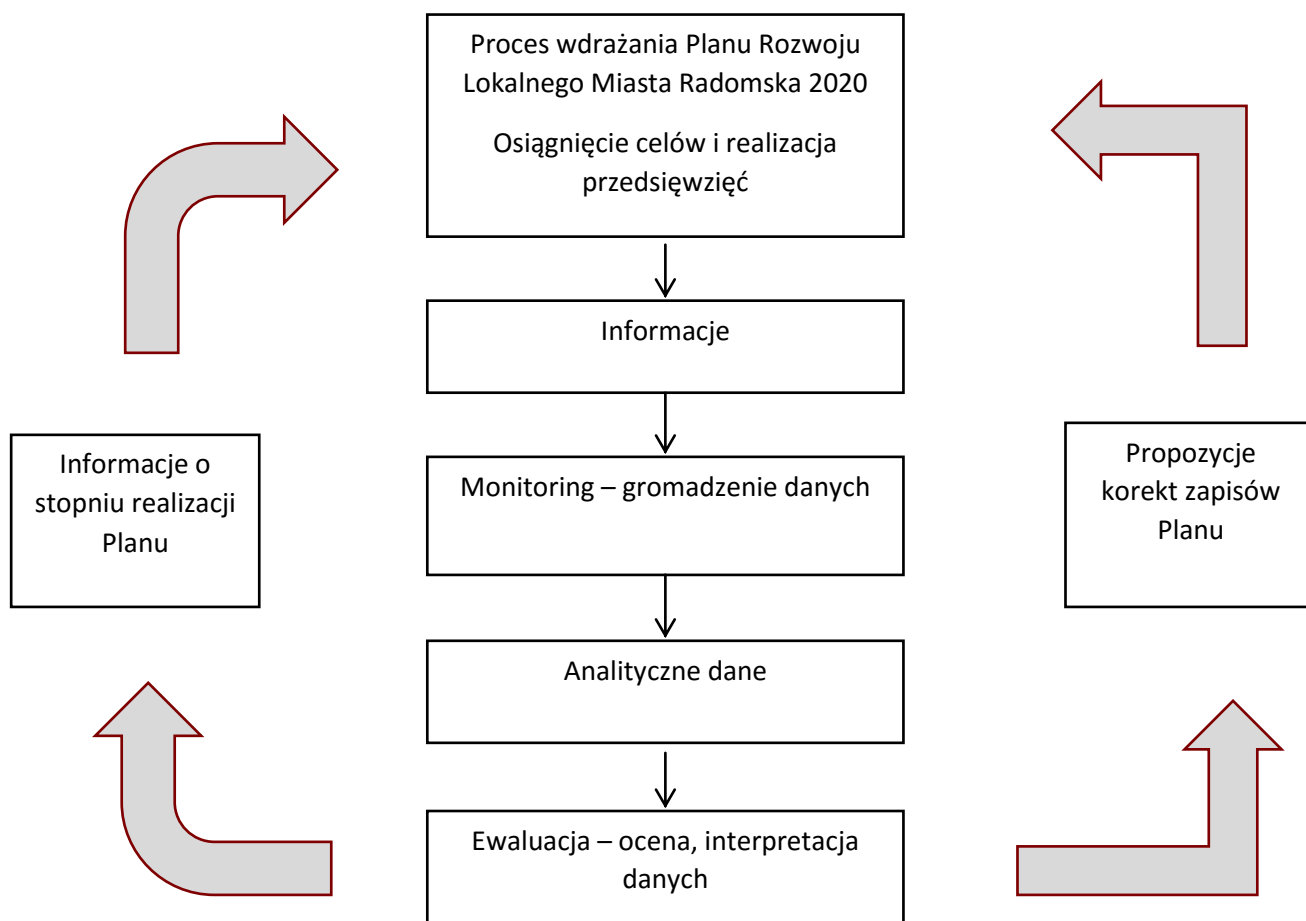 Proces wdrażania Planu Rozwoju
Lokalnego Miasta Radomska 2020
Osiągnięcie celów i realizacja
przedsięwzięć
Informacje
Informacje o
stopniu realizacji
Planu
Monitoring – gromadzenie danych
Propozycje
korekt zapisów
Planu
Analityczne dane
Ewaluacja – ocena, interpretacja
danych